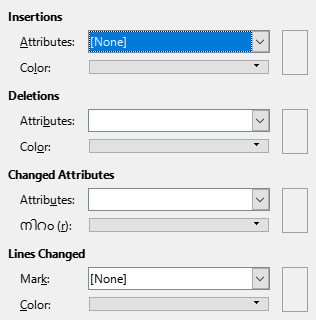 Insertions
Attributes: [None]
Color:
Deletions
Attributes:
Color:
Changed Attributes
Attributes:
നിറം (r):
Lines Changed
Mark: [None]
Color: